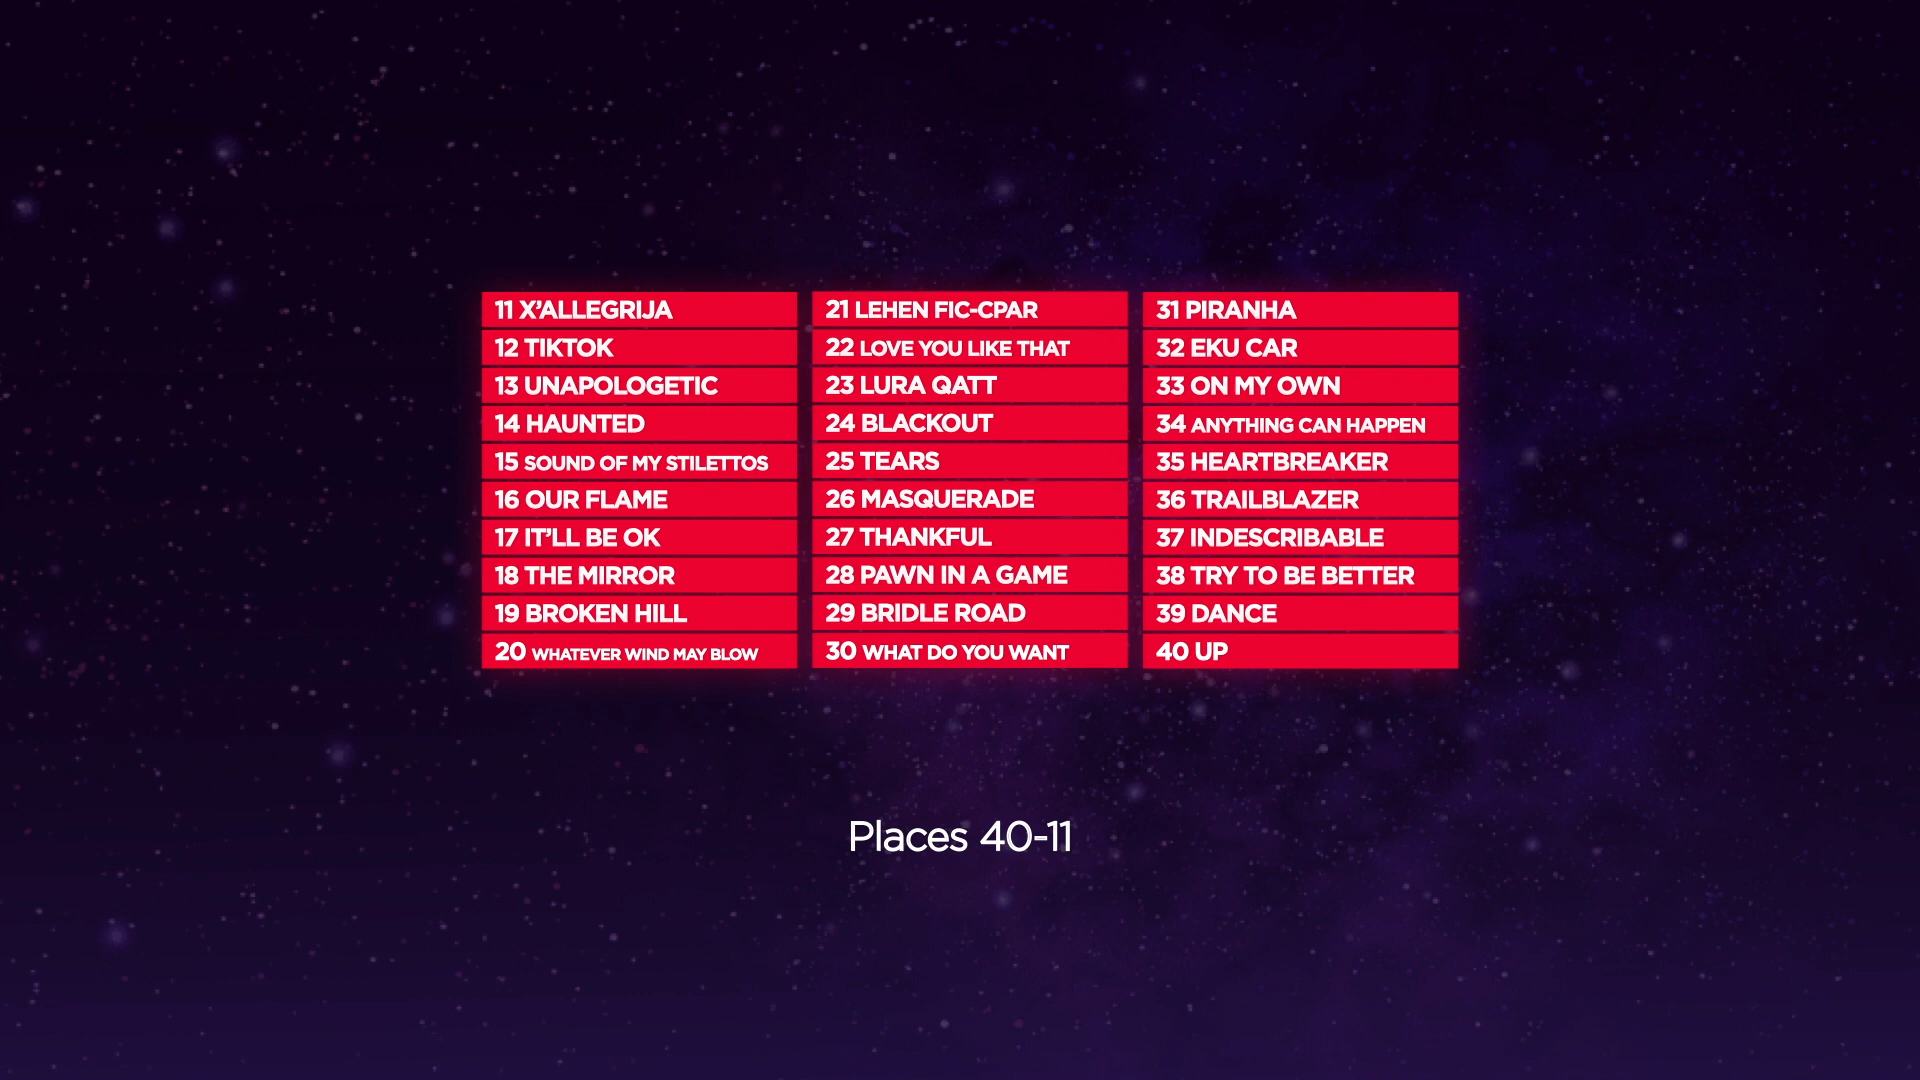 11 X'ALLEGRIJA
12 TIKTOK
13 UNAPOLOGETIC
14 HAUNTED
15 SOUND OF MY STILETTOS
16 OUR FLAME
17 IT'LL BE OK
18 THE MIRROR
19 BROKEN HILL
20 WHATEVER WIND MAY BLOW
21 LEHEN FIC-CPAR
22 LOVE YOU LIKE THAT
23 LURA QATT
24 BLACKOUT
25 TEARS
26 MASQUERADE
27 THANKFUL
28 PAWN IN A GAME
29 BRIDLE ROAD
30 WHAT DO YOU WANT
31 PIRANHA
32 EKU CAR
33 ON MY OWN
34 ANYTHING CAN HAPPEN
35 HEARTBREAKER
36 TRAILBLAZER
37 INDESCRIBABLE
38 TRY TO BE BETTER
39 DANCE
40 UP
Places 40-11